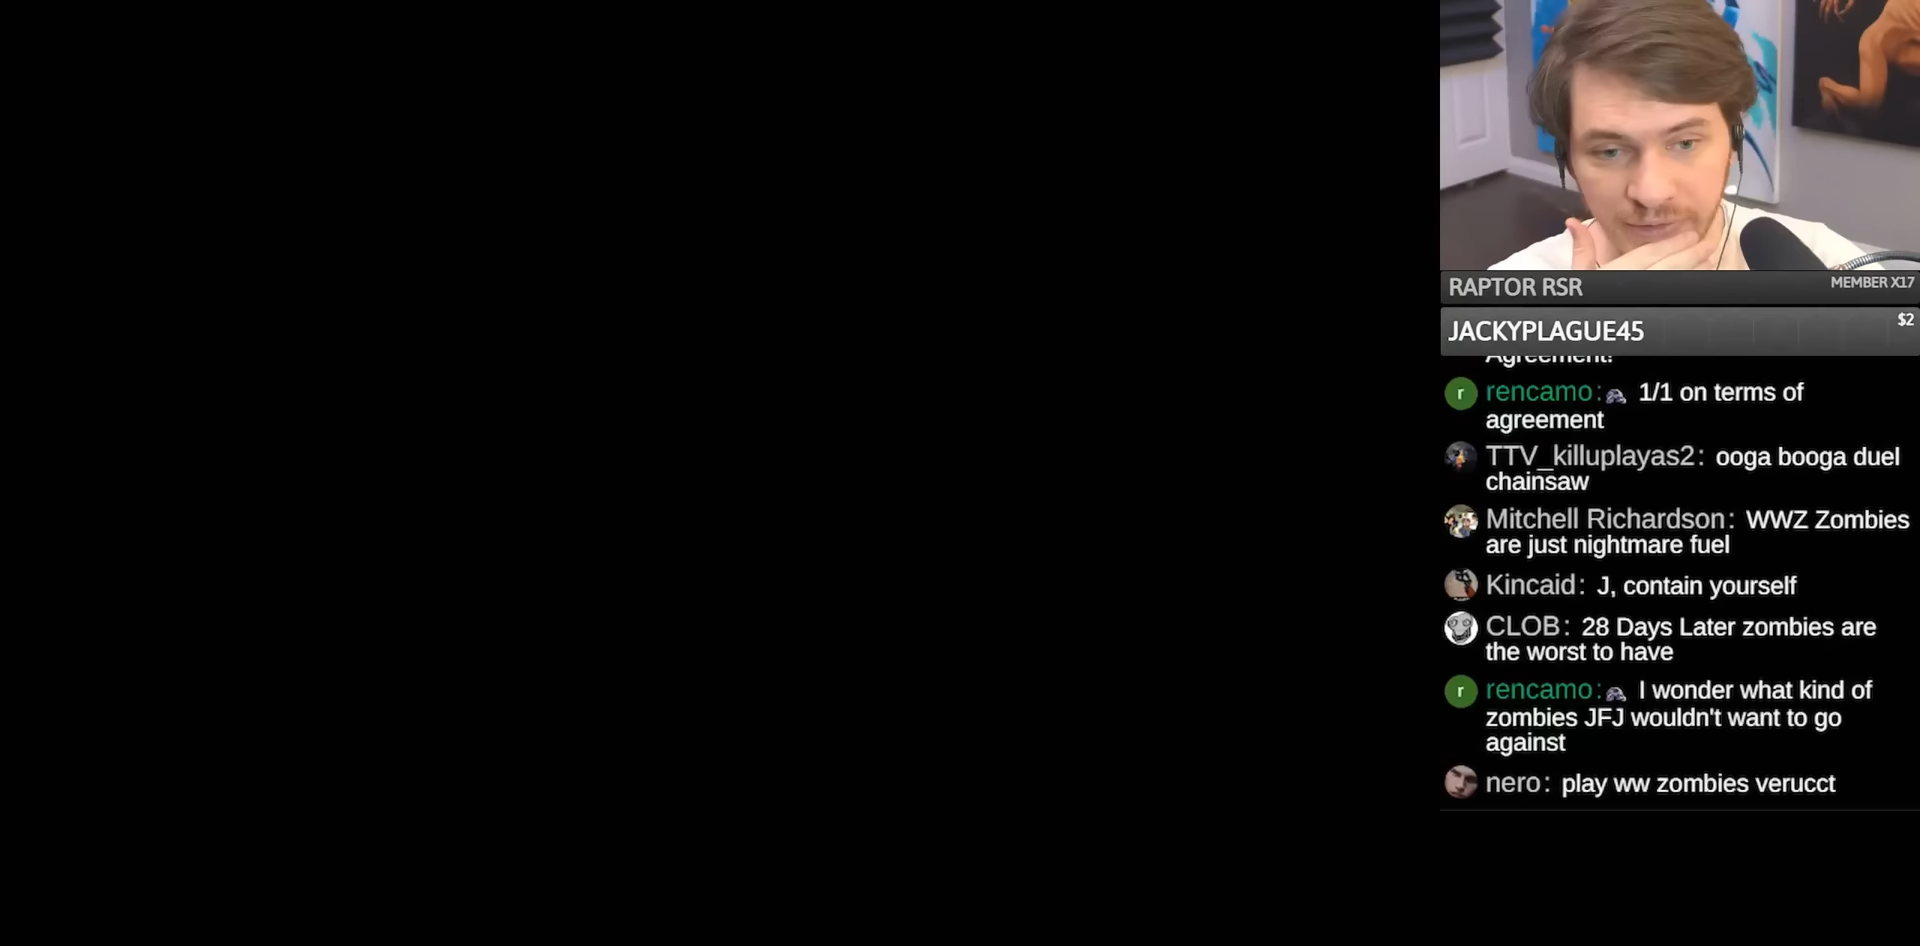 RAPTOR RSR
MEMBER X17
JACKYPLAGUE45
$2
Agreement!
r rencamo: 1/1 on terms of
agreement
TTV_killuplayas2: ooga booga duel
chainsaw
Mitchell Richardson: WWZ Zombies
are just nightmare fuel
Kincaid: J, contain yourself
CLOB: 28 Days Later zombies are
the worst to have
r rencamo: I wonder what kind of
zombies JFJ wouldn't want to go
against
nero: play ww zombies verucct